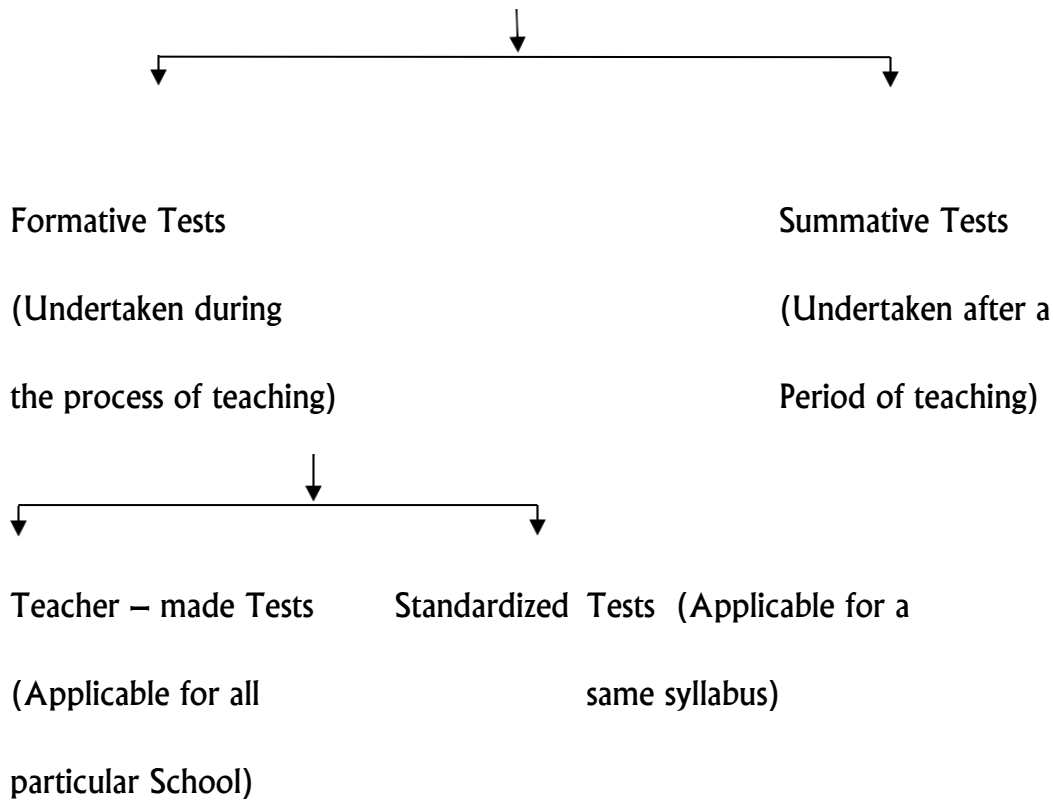 Formative Tests
Summative Tests
(Undertaken during
(Undertaken after a
the process of teaching)
Period of teaching)
Teacher – made Tests
Standardized Tests (Applicable for a
(Applicable for all
same syllabus)
particular School)